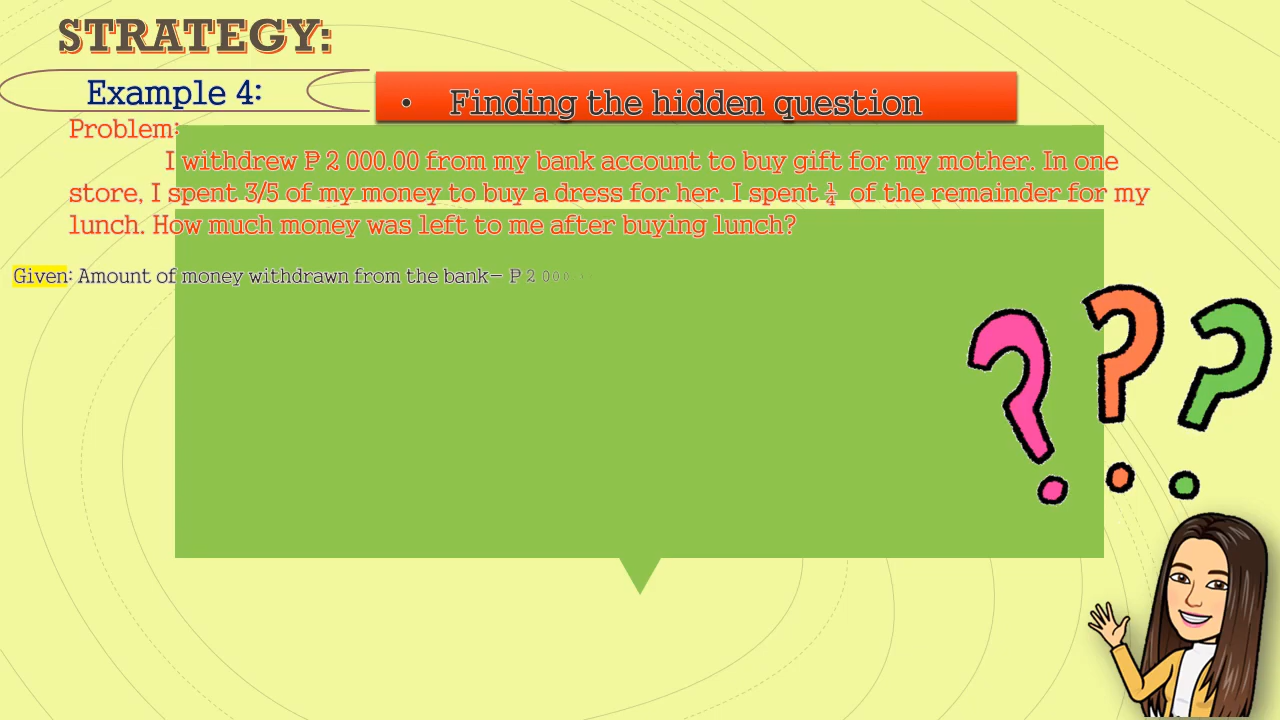 STRATEGY:
Example 4:
• Finding the hidden question
Problem:
I withdrew ₱ 2 000.00 from my bank account to buy gift for my mother. In one
store, I spent 3/5 of my money to buy a dress for her. I spent ¼ of the remainder for my
lunch. How much money was left to me after buying lunch?
Given: Amount of money withdrawn from the bank– ₱ 2 000